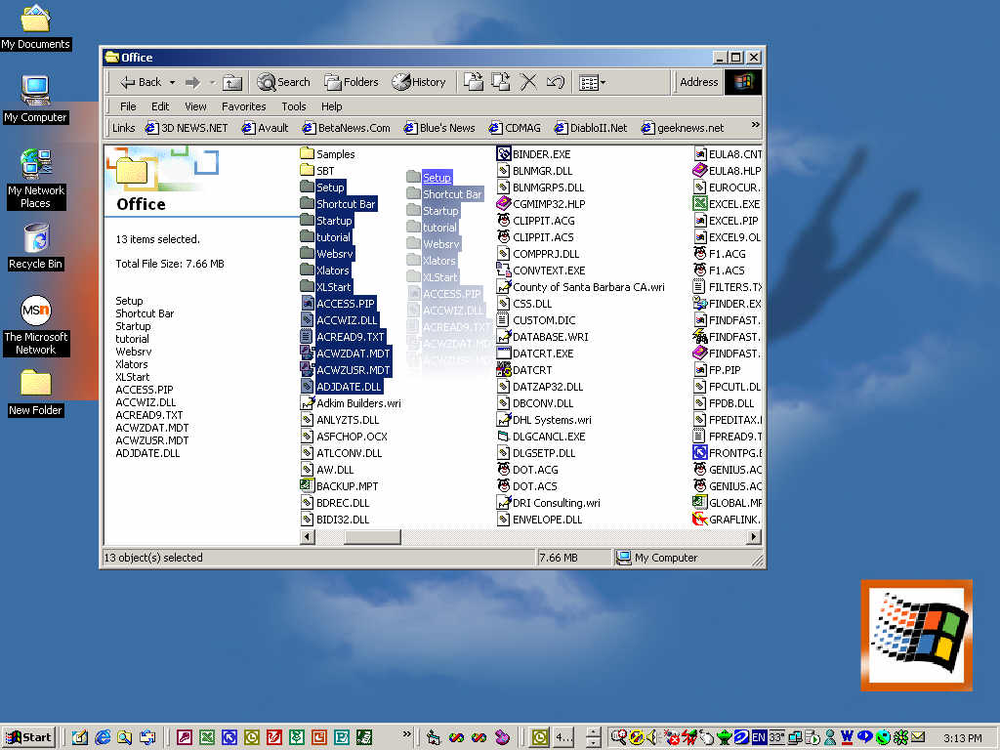 My Documents
My Computer
My Network
Places
Recycle Bin
MSN
The Microsoft
Network
New Folder
Office
Back
Search
Folders
History
Address
File Edit View Favorites Tools Help
Links 3D NEWS.NET Avault BetaNews.Com Blue's News CDMAG DiabloII.Net geeknews.net »
Office
13 items selected.
Total File Size: 7.66 MB
Setup
Shortcut Bar
Startup
tutorial
Websrv
Xlators
XLStart
ACCESS.PIP
ACCWIZ.DLL
ACREAD9.TXT
ACWZDAT.MDT
ACWZUSR.MDT
ADJDATE.DLL
Samples
SBT
Setup
Shortcut Bar
Startup
tutorial
Websrv
Xlators
XLStart
ACCESS.PIP
ACCWIZ.DLL
ACREAD9.TXT
ACWZDAT.MDT
ACWZUSR.MDT
ADJDATE.DLL
Adkim Builders.wri
ANLYZTS.DLL
ASFCHOP.OCX
ATLCONV.DLL
AW.DLL
BACKUP.MPT
BDREC.DLL
BIDI32.DLL
Setup
Shortcut Bar
Startup
tutorial
Websrv
Xlators
XLStart
ACCESS.PIP
ACCWIZ.DLL
ACREAD9.TXT
ACWZDAT.MD
ACWZUSR.MD
BINDER.EXE
BLNMGR.DLL
BLNMGRPS.DLL
CGMIMP32.HLP
CLIPPIT.ACG
CLIPPIT.ACS
COMPPRJ.DLL
CONVTEXT.EXE
County of Santa Barbara CA.wri
CSS.DLL
CUSTOM.DIC
DATABASE.WRI
DATCRT.EXE
DATCRT
DATZAP32.DLL
DBCONV.DLL
DHL Systems.wri
DLGCANCL.EXE
DLGSETP.DLL
DOT.ACG
DOT.ACS
DRI Consulting.wri
ENVELOPE.DLL
EULA8.CNT
EULA8.HLP
EUROCUR.
EXCEL.EXE
EXCEL.PIP
EXCEL9.OL
F1.ACG
F1.ACS
FILTERS.TX
FINDER.EX
FINDFAST.
FINDFAST.
FINDFAST.
FP.PIP
FPCUTL.DL
FPDB.DLL
FPEDITAX.
FPREAD9.T
FRONTPG.E
GENIUS.AC
GENIUS.AC
GLOBAL.MP
GRAFLINK.
13 object(s) selected
7.66 MB
My Computer
Start » 4... EN 33° W 3:13 PM